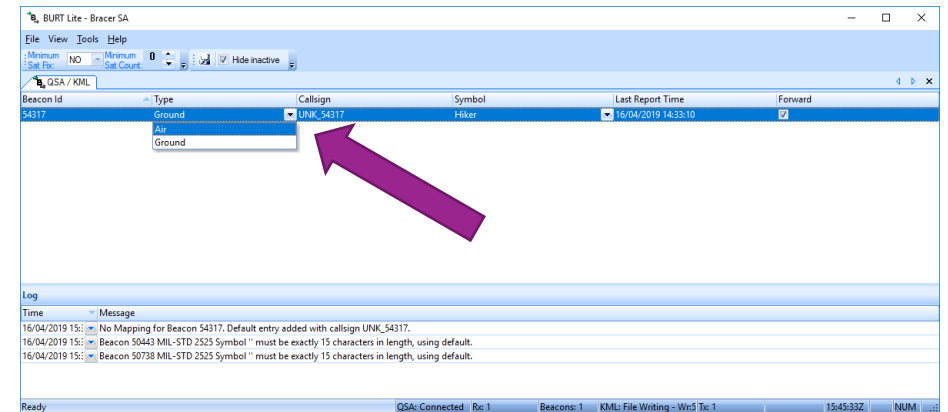 BURT Lite - Bracer SA
File View Tools Help
Minimum Sat Fix: NO Minimum Sat Count: 0 Hide inactive
QSA / KML
Beacon Id Type Callsign Symbol Last Report Time Forward
54317 Ground UNK_54317 Hiker 16/04/2019 14:33:10
Air
Ground
Log
Time Message
16/04/2019 15:: No Mapping for Beacon 54317. Default entry added with callsign UNK_54317.
16/04/2019 15:: Beacon 50443 MIL-STD 2525 Symbol '' must be exactly 15 characters in length, using default.
16/04/2019 15:: Beacon 50738 MIL-STD 2525 Symbol '' must be exactly 15 characters in length, using default.
Ready QSA: Connected Rx: 1 Beacons: 1 KML: File Writing - Wr:5 Tx: 1 15:45:33Z NUM